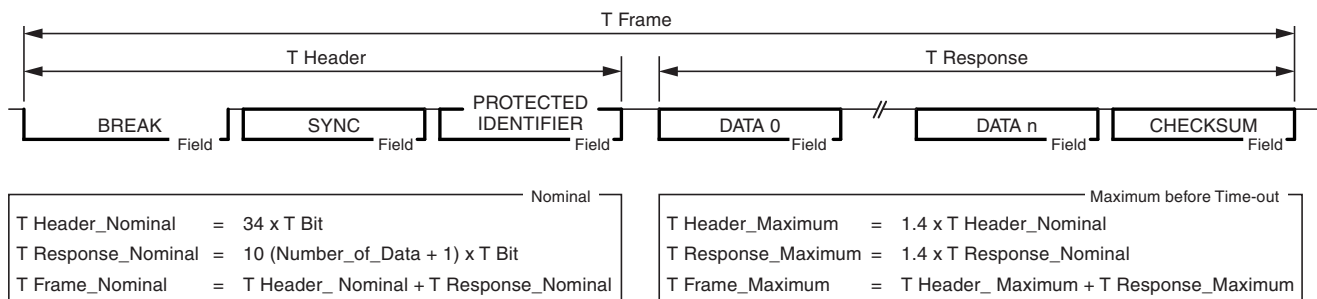 T Frame
T Header
T Response
BREAK
Field
SYNC
Field
PROTECTED
IDENTIFIER
Field
DATA 0
Field
DATA n
Field
CHECKSUM
Field
Nominal
T Header_Nominal = 34 x T Bit
T Response_Nominal = 10 (Number_of_Data + 1) x T Bit
T Frame_Nominal = T Header_ Nominal + T Response_Nominal
Maximum before Time-out
T Header_Maximum = 1.4 x T Header_Nominal
T Response_Maximum = 1.4 x T Response_Nominal
T Frame_Maximum = T Header_ Maximum + T Response_Maximum